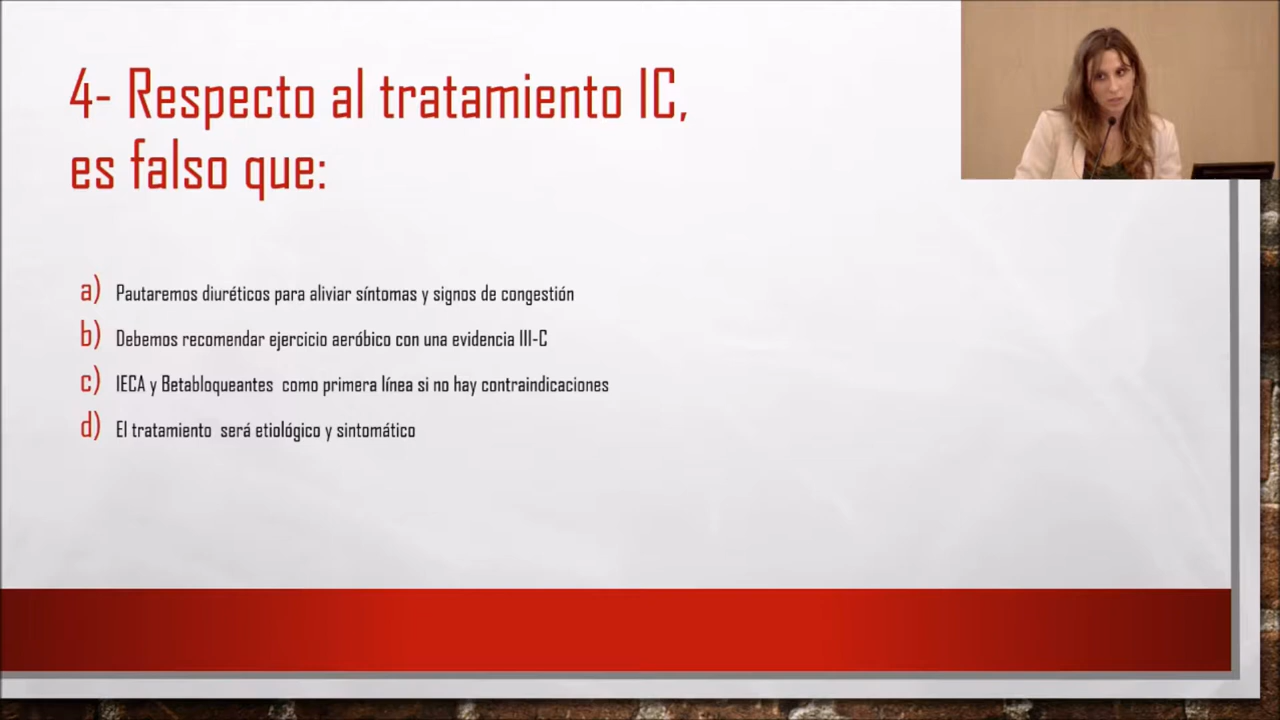 4- Respecto al tratamiento IC,
es falso que:
a) Pautaremos diuréticos para aliviar síntomas y signos de congestión
b) Debemos recomendar ejercicio aeróbico con una evidencia III-C
c) IECA y Betabloqueantes como primera línea si no hay contraindicaciones
d) El tratamiento será etiológico y sintomático